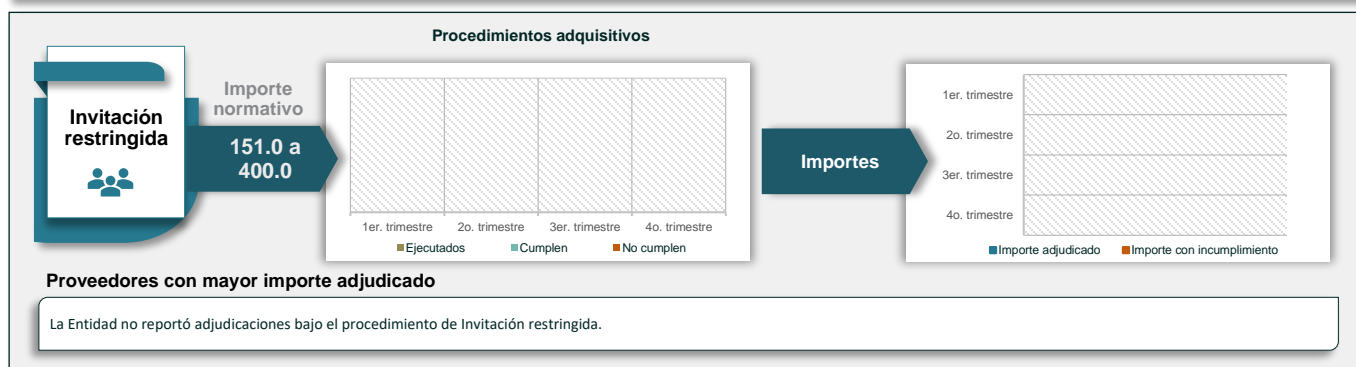 Procedimientos adquisitivos
Invitación
restringida
Importe
normativo
151.0 a
400.0
1er. trimestre 2o. trimestre 3er. trimestre 4o. trimestre
Ejecutados Cumplen No cumplen
Importes
1er. trimestre
2o. trimestre
3er. trimestre
4o. trimestre
Importe adjudicado Importe con incumplimiento
Proveedores con mayor importe adjudicado
La Entidad no reportó adjudicaciones bajo el procedimiento de Invitación restringida.